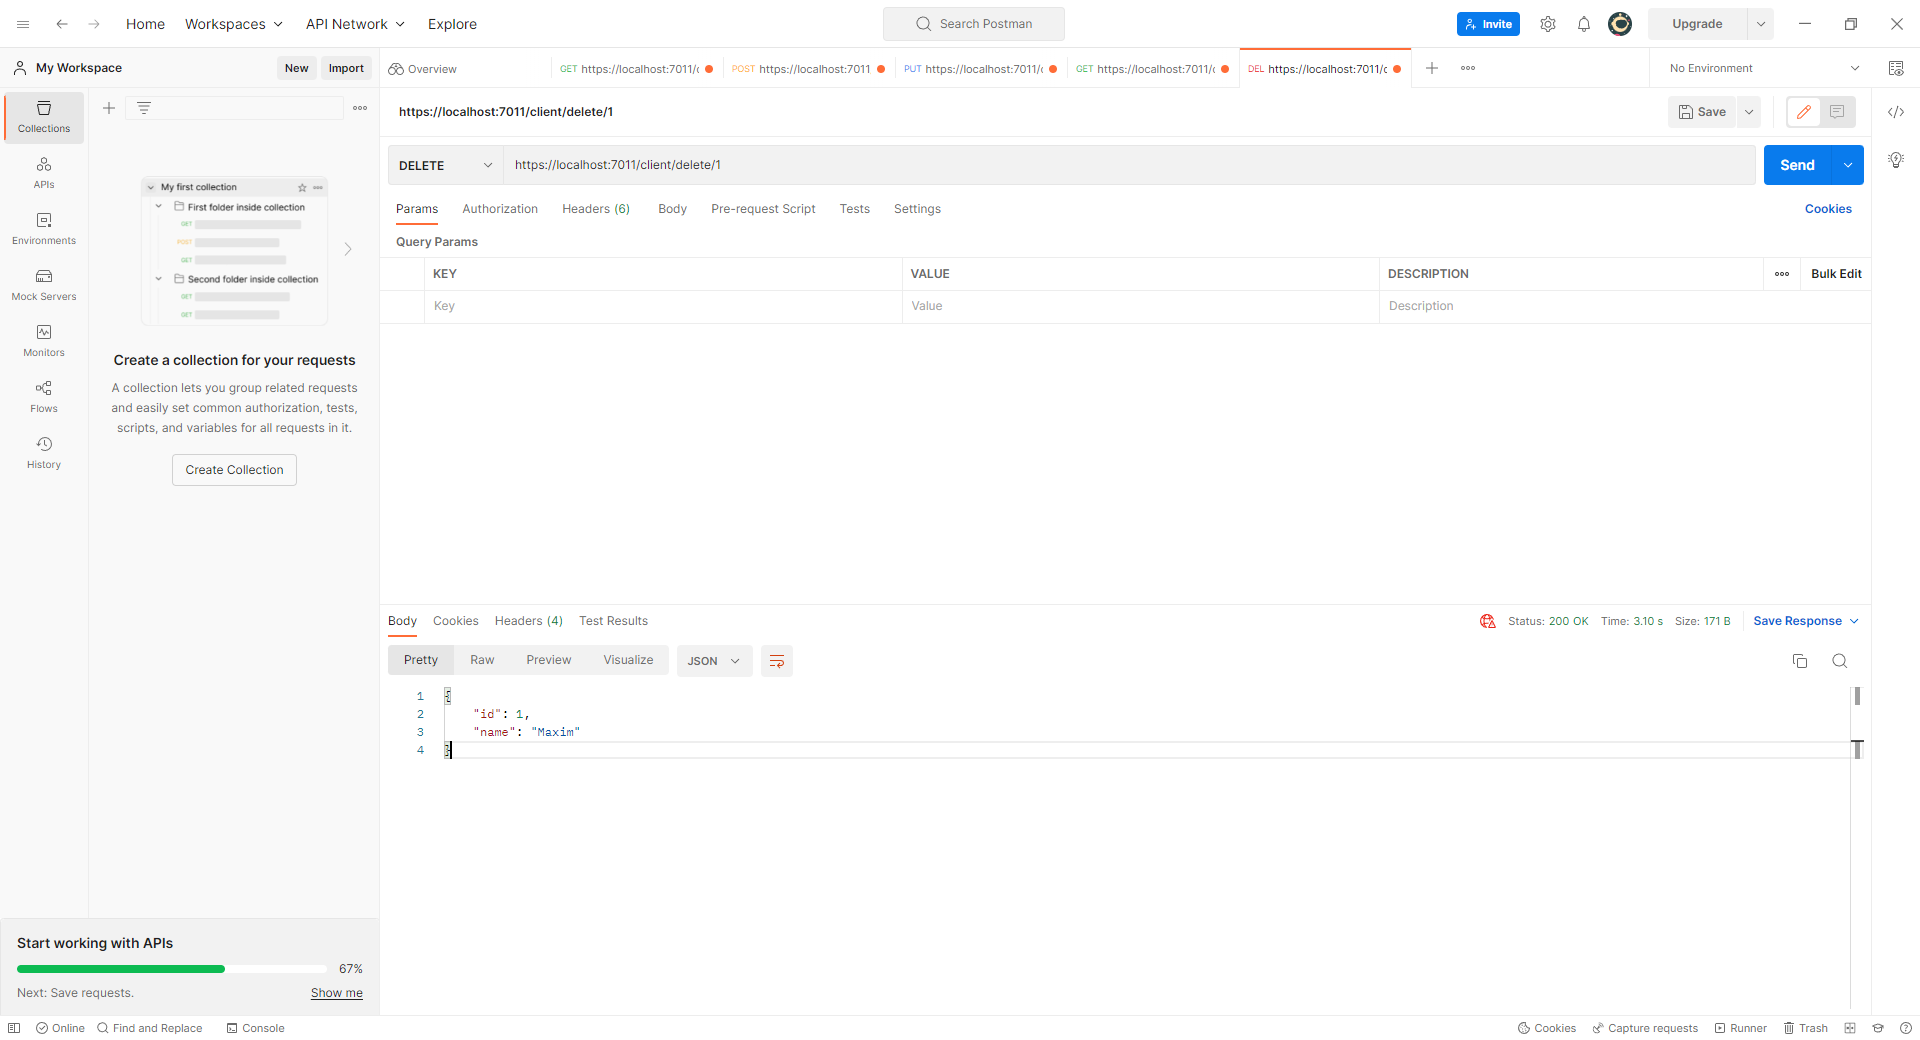 Home Workspaces API Network Explore Search Postman Invite Upgrade
My Workspace New Import Overview GET https://localhost:7011/c POST https://localhost:7011 PUT https://localhost:7011/c GET https://localhost:7011/c DEL https://localhost:7011/c No Environment
Collections
APIs
Environments
Mock Servers
Monitors
Flows
History
My first collection
First folder inside collection
GET
POST
GET
Second folder inside collection
GET
GET
Create a collection for your requests
A collection lets you group related requests
and easily set common authorization, tests,
scripts, and variables for all requests in it.
Create Collection
Start working with APIs
67%
Next: Save requests. Show me
https://localhost:7011/client/delete/1 Save
DELETE https://localhost:7011/client/delete/1 Send
Params Authorization Headers (6) Body Pre-request Script Tests Settings Cookies
Query Params
KEY VALUE DESCRIPTION Bulk Edit
Key Value Description
Body Cookies Headers (4) Test Results Status: 200 OK Time: 3.10 s Size: 171 B Save Response
Pretty Raw Preview Visualize JSON
1 {
2 "id": 1,
3 "name": "Maxim"
4 }
Online Find and Replace Console Cookies Capture requests Runner Trash